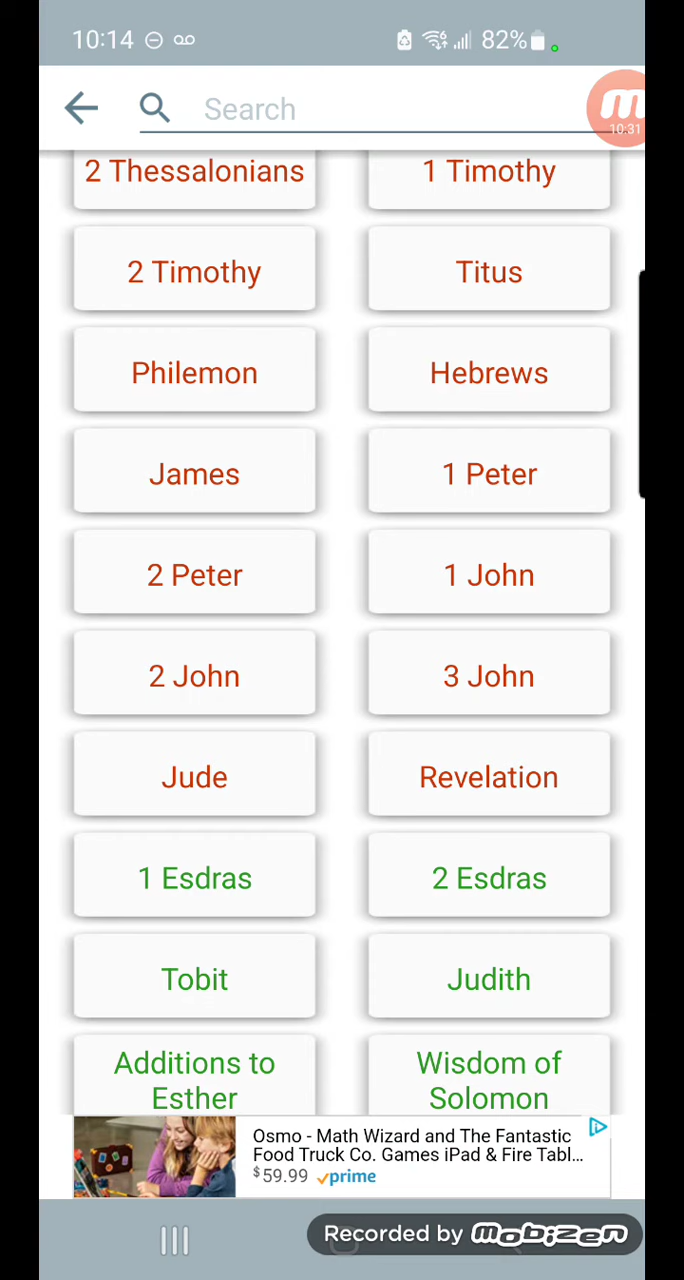 10:14
82%
Search
10:31
2 Thessalonians
1 Timothy
2 Timothy
Titus
Philemon
Hebrews
James
1 Peter
2 Peter
1 John
2 John
3 John
Jude
Revelation
1 Esdras
2 Esdras
Tobit
Judith
Additions to
Esther
Wisdom of
Solomon
Osmo - Math Wizard and The Fantastic
Food Truck Co. Games iPad & Fire Tabl...
$59.99 prime
Recorded by mobizen